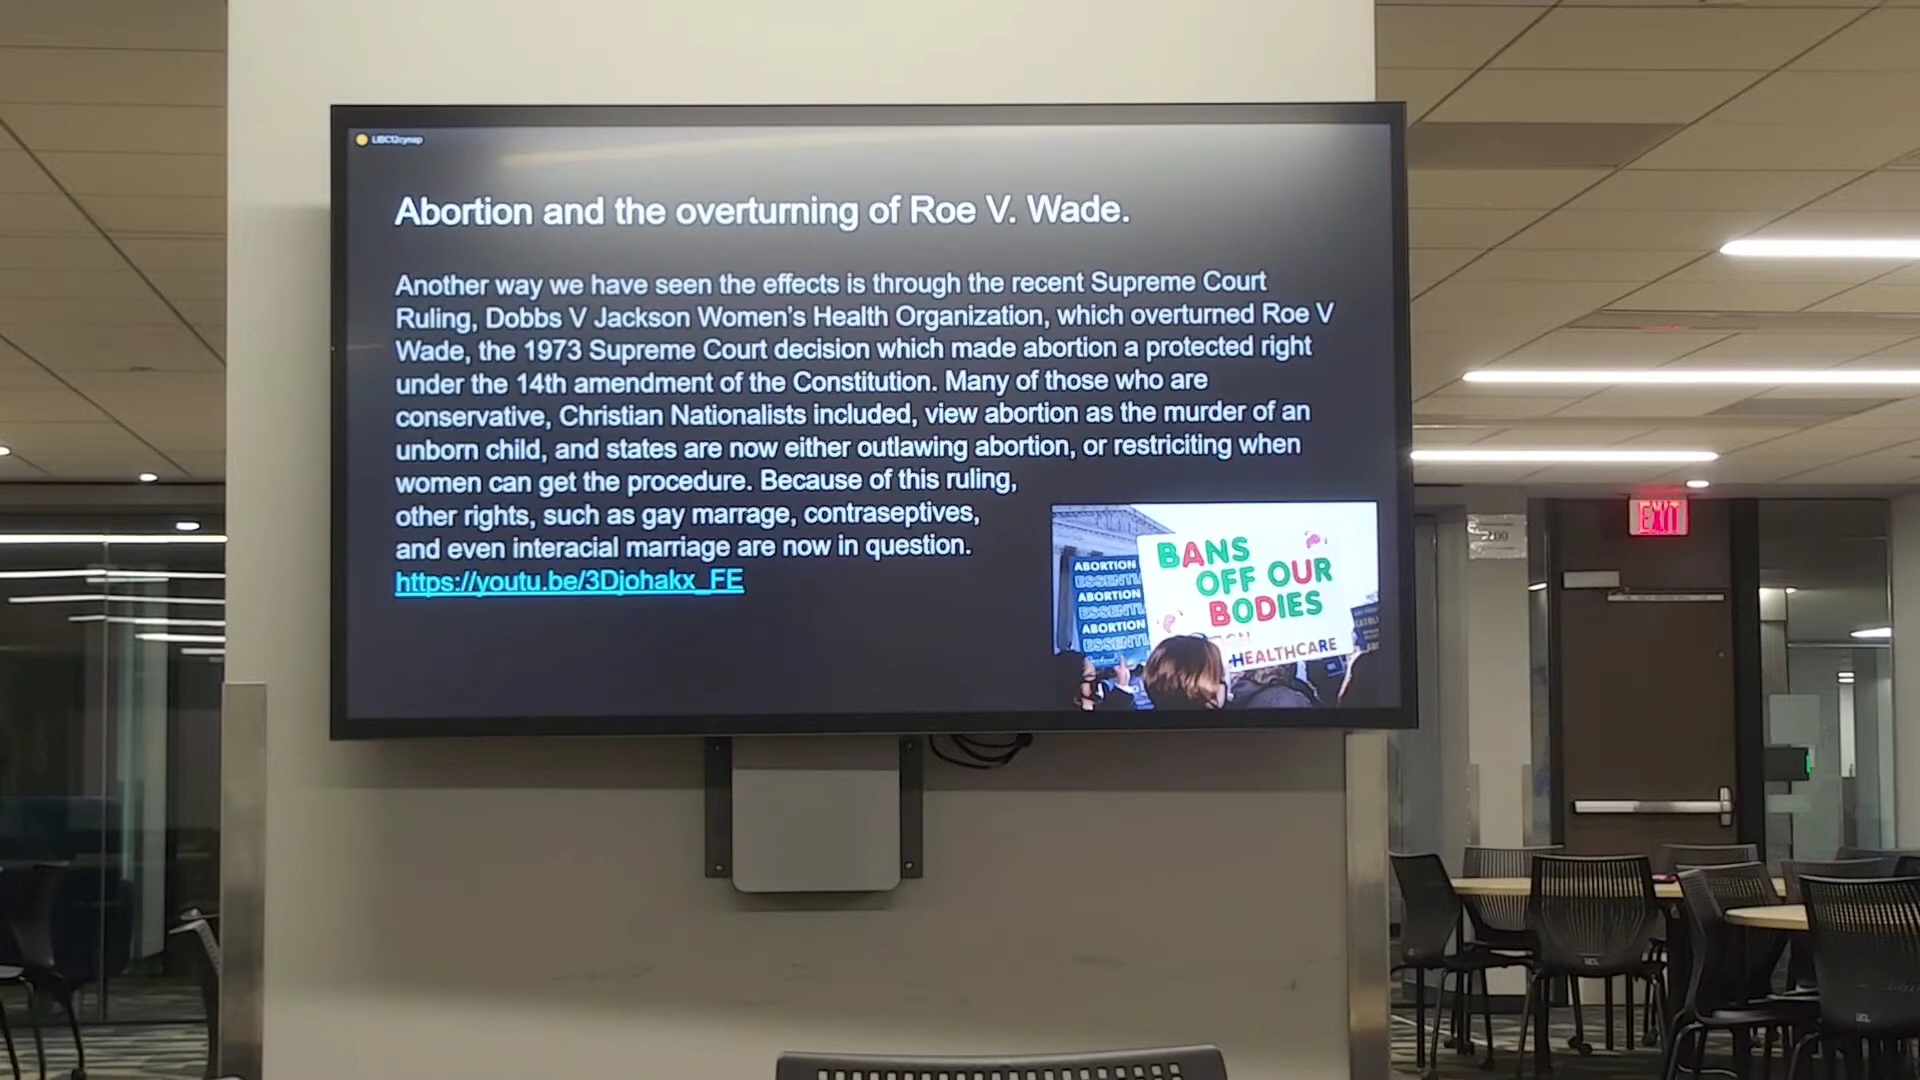 Abortion and the overturning of Roe V. Wade.
Another way we have seen the effects is through the recent Supreme Court
Ruling, Dobbs V Jackson Women's Health Organization, which overturned Roe V
Wade, the 1973 Supreme Court decision which made abortion a protected right
under the 14th amendment of the Constitution. Many of those who are
conservative, Christian Nationalists included, view abortion as the murder of an
unborn child, and states are now either outlawing abortion, or restriciting when
women can get the procedure. Because of this ruling,
other rights, such as gay marrage, contraseptives,
and even interacial marriage are now in question.
https://youtu.be/3Djohakx_FE
ABORTION
ESSENTI
ABORTION
ESSENTI
ABORTION
ESSENTI
BANS
OFF OUR
BODIES
HEALTHCARE
EXIT